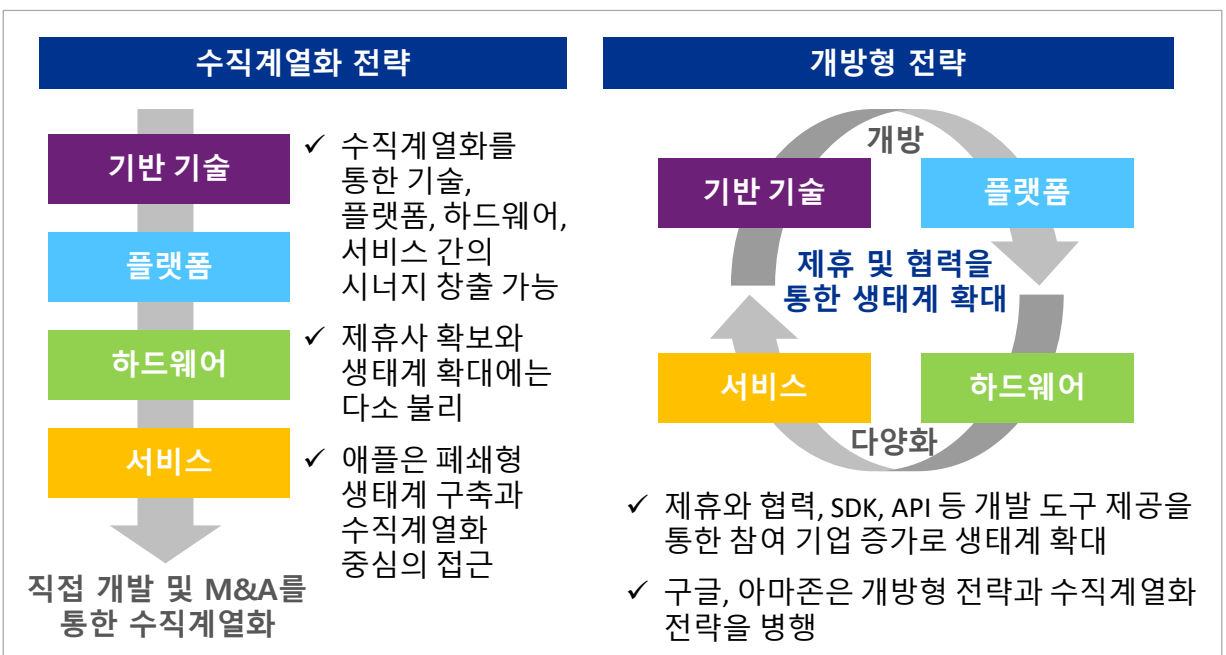 수직계열화 전략
기반 기술
플랫폼
하드웨어
서비스
직접 개발 및 M&A를
통한 수직계열화
✓ 수직계열화를
통한 기술,
플랫폼, 하드웨어,
서비스 간의
시너지 창출 가능
✓ 제휴사 확보와
생태계 확대에는
다소 불리
✓ 애플은 폐쇄형
생태계 구축과
수직계열화
중심의 접근
개방형 전략
개방
기반 기술
플랫폼
제휴 및 협력을
통한 생태계 확대
서비스
하드웨어
다양화
✓ 제휴와 협력, SDK, API 등 개발 도구 제공을
통한 참여 기업 증가로 생태계 확대
✓ 구글, 아마존은 개방형 전략과 수직계열화
전략을 병행